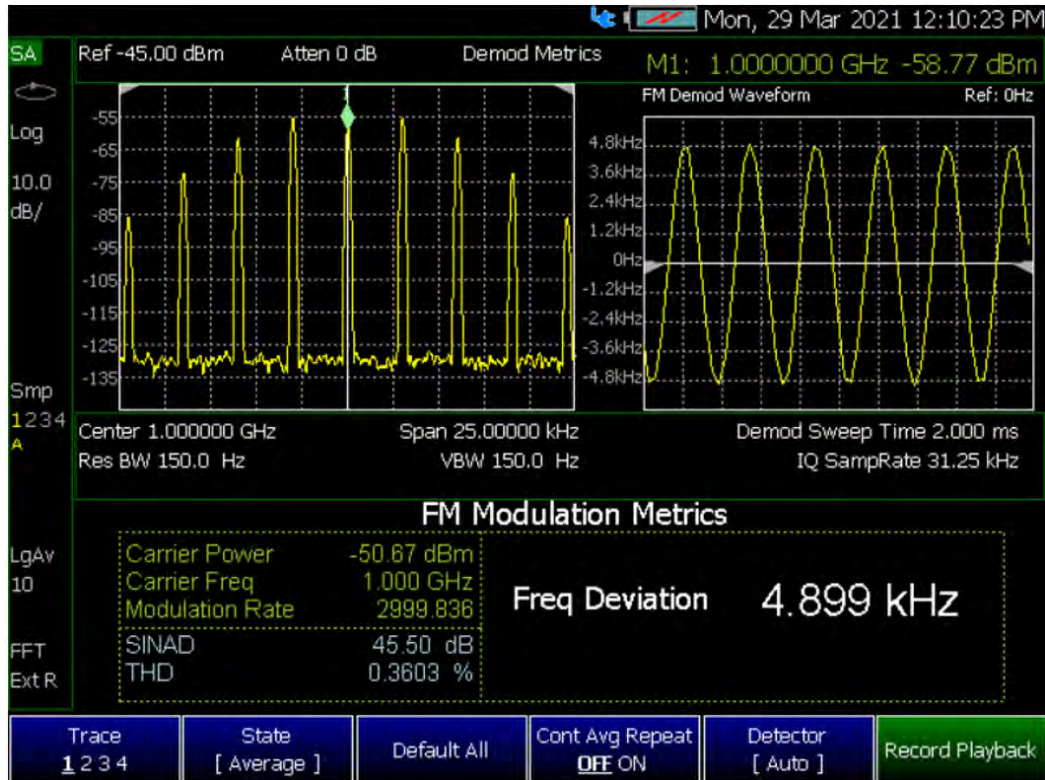 Mon, 29 Mar 2021 12:10:23 PM
SA
Ref -45.00 dBm Atten 0 dB Demod Metrics
M1: 1.0000000 GHz -58.77 dBm
Log
10.0
dB/
-55
-65
-75
-85
-95
-105
-115
-125
-135
1
FM Demod Waveform Ref: 0Hz
4.8kHz
3.6kHz
2.4kHz
1.2kHz
0Hz
-1.2kHz
-2.4kHz
-3.6kHz
-4.8kHz
Smp
1234
A
Center 1.000000 GHz Span 25.00000 kHz Demod Sweep Time 2.000 ms
Res BW 150.0 Hz VBW 150.0 Hz IQ SampRate 31.25 kHz
FM Modulation Metrics
Carrier Power -50.67 dBm
Carrier Freq 1.000 GHz
Modulation Rate 2999.836
SINAD 45.50 dB
THD 0.3603 %
Freq Deviation 4.899 kHz
LgAv
10
FFT
Ext R
Trace
1 2 3 4
State
[ Average ]
Default All
Cont Avg Repeat
OFF ON
Detector
[ Auto ]
Record Playback